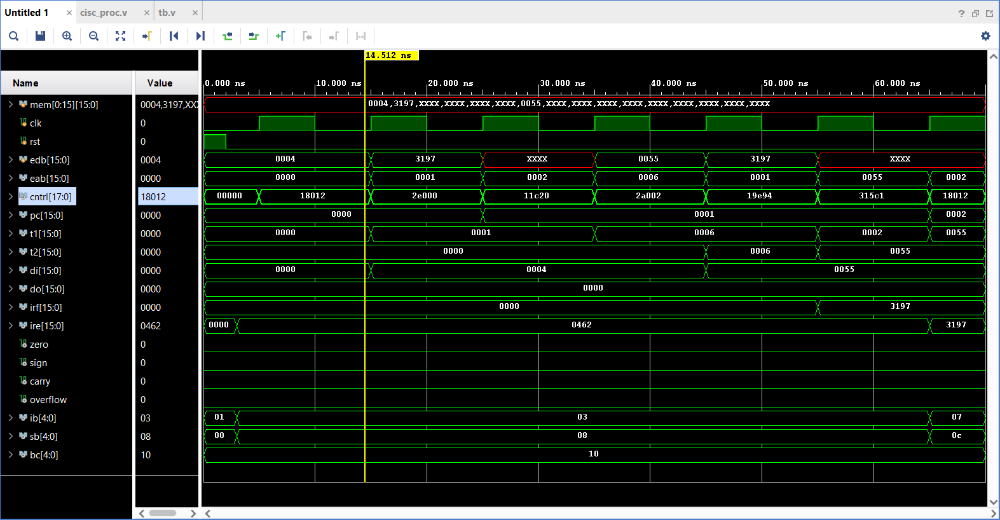 Untitled 1 × cisc_proc.v × tb.v ×
?
14.512 ns
Name Value
0.000 ns 10.000 ns 20.000 ns 30.000 ns 40.000 ns 50.000 ns 60.000 ns
mem[0:15][15:0] 0004,3197,XXX 0004,3197,XXXX,XXXX,XXXX,XXXX,0055,XXXX,XXXX,XXXX,XXXX,XXXX,XXXX,XXXX,XXXX,XXXX
clk 0
rst 0
edb[15:0] 0004 0004 3197 XXXX 0055 3197 XXXX
eab[15:0] 0000 0000 0001 0002 0006 0001 0055 0002
cntrl[17:0] 18012 00000 18012 2e000 11c20 2a002 19e94 315c1 18012
pc[15:0] 0000 0000 0001 0002
t1[15:0] 0000 0000 0001 0006 0002 0055
t2[15:0] 0000 0000 0006 0055
di[15:0] 0000 0000 0004 0055
do[15:0] 0000 0000
irf[15:0] 0000 0000 3197
ire[15:0] 0462 0000 0462 3197
zero 0
sign 0
carry 0
overflow 0
ib[4:0] 03 01 03 07
sb[4:0] 08 00 08 0c
bc[4:0] 10 10